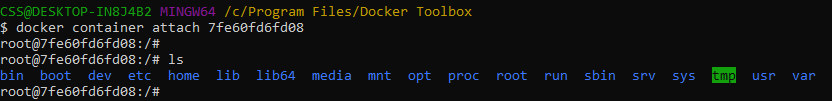 CSS@DESKTOP-IN8J4B2 MINGW64 /c/Program Files/Docker Toolbox
$ docker container attach 7fe60fd6fd08
root@7fe60fd6fd08:/#
root@7fe60fd6fd08:/# ls
bin boot dev etc home lib lib64 media mnt opt proc root run sbin srv sys tmp usr var
root@7fe60fd6fd08:/#